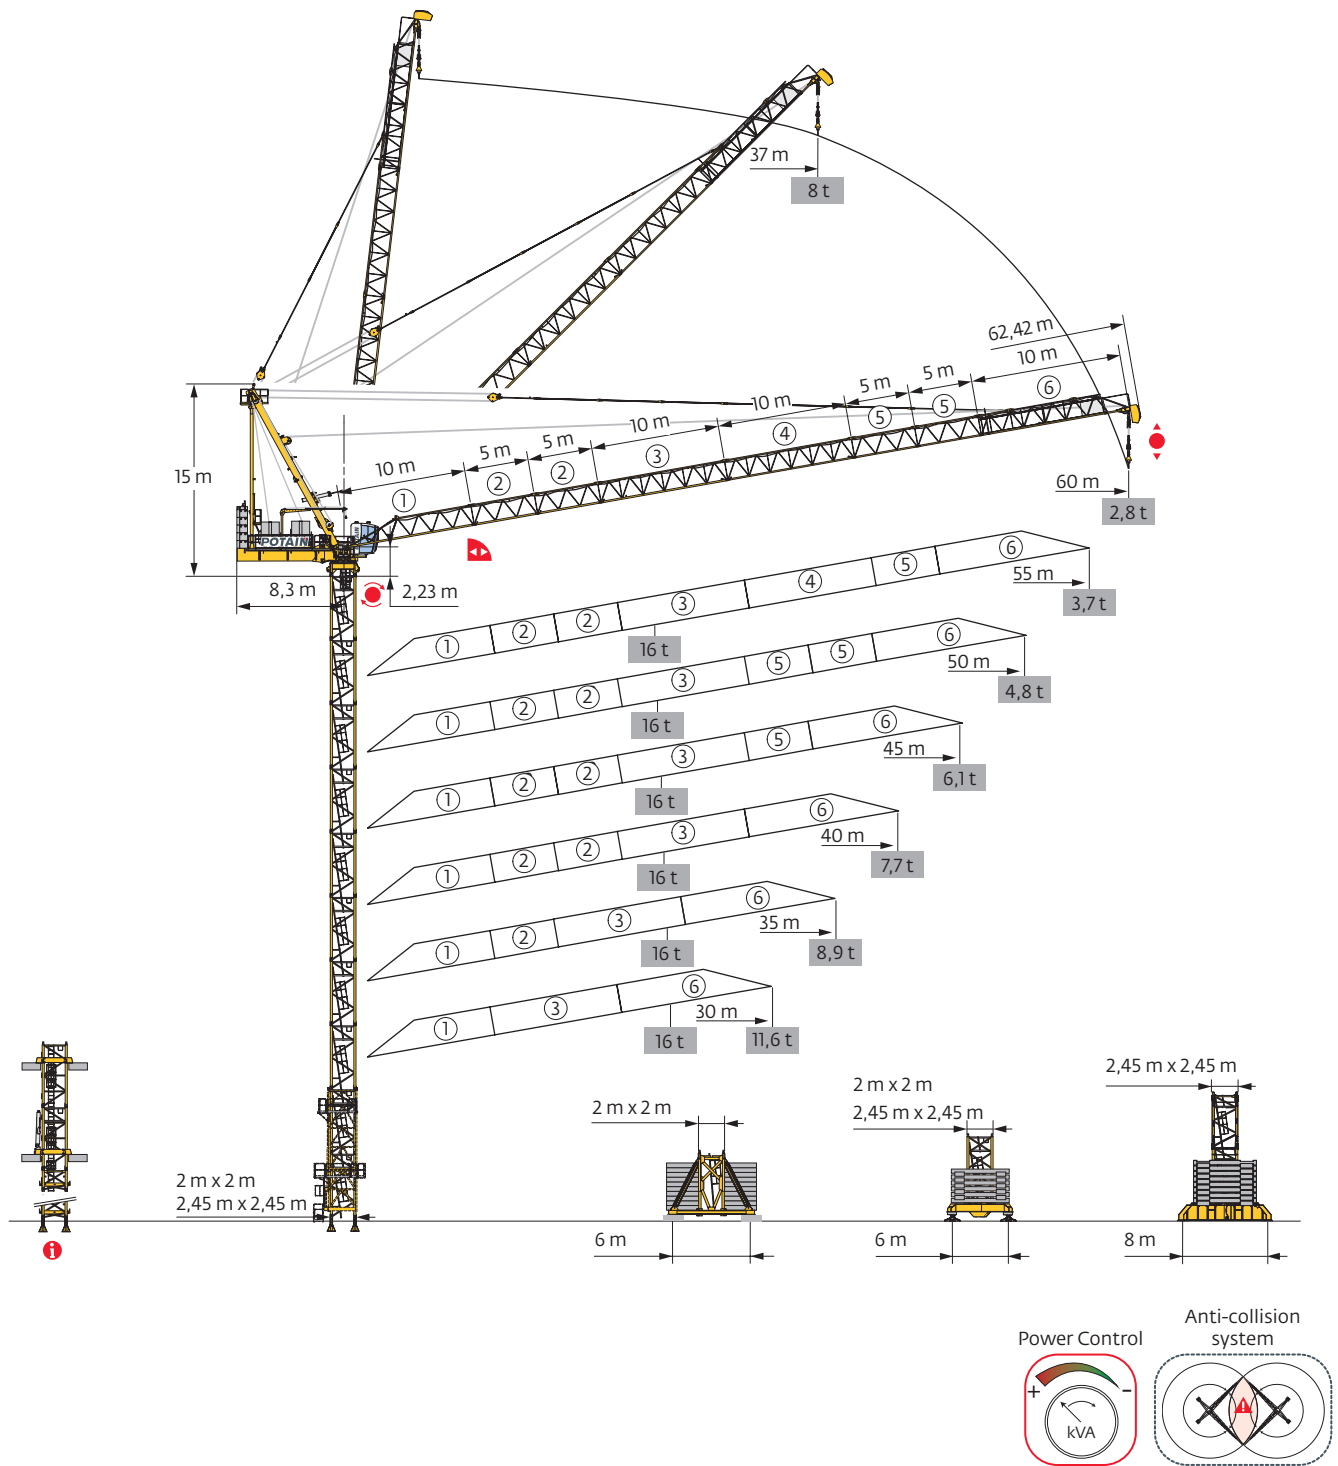 37 m
8 t
62,42 m
10 m
5 m
5 m
10 m
10 m
5 m
5 m
10 m
① ② ② ③ ④ ⑤ ⑤ ⑥
15 m
POTAIN
8,3 m
2,23 m
60 m
2,8 t
① ② ② ③ ④ ⑤ ⑥
55 m
16 t
3,7 t
① ② ② ③ ⑤ ⑤ ⑥
50 m
16 t
4,8 t
① ② ② ③ ⑤ ⑥
45 m
16 t
6,1 t
① ② ② ③ ⑥
40 m
16 t
7,7 t
① ② ③ ⑥
35 m
16 t
8,9 t
① ③ ⑥
30 m
16 t
11,6 t
2 m x 2 m
2,45 m x 2,45 m
i
2 m x 2 m
6 m
2 m x 2 m
2,45 m x 2,45 m
6 m
2,45 m x 2,45 m
8 m
Power Control
+ -
kVA
Anti-collision
system